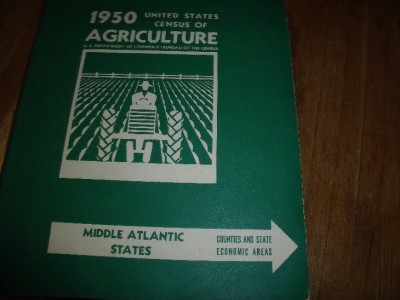 1950 UNITED STATES
CENSUS OF
AGRICULTURE
U. S. DEPARTMENT OF COMMERCE · BUREAU OF THE CENSUS
MIDDLE ATLANTIC
STATES
COUNTIES AND STATE
ECONOMIC AREAS